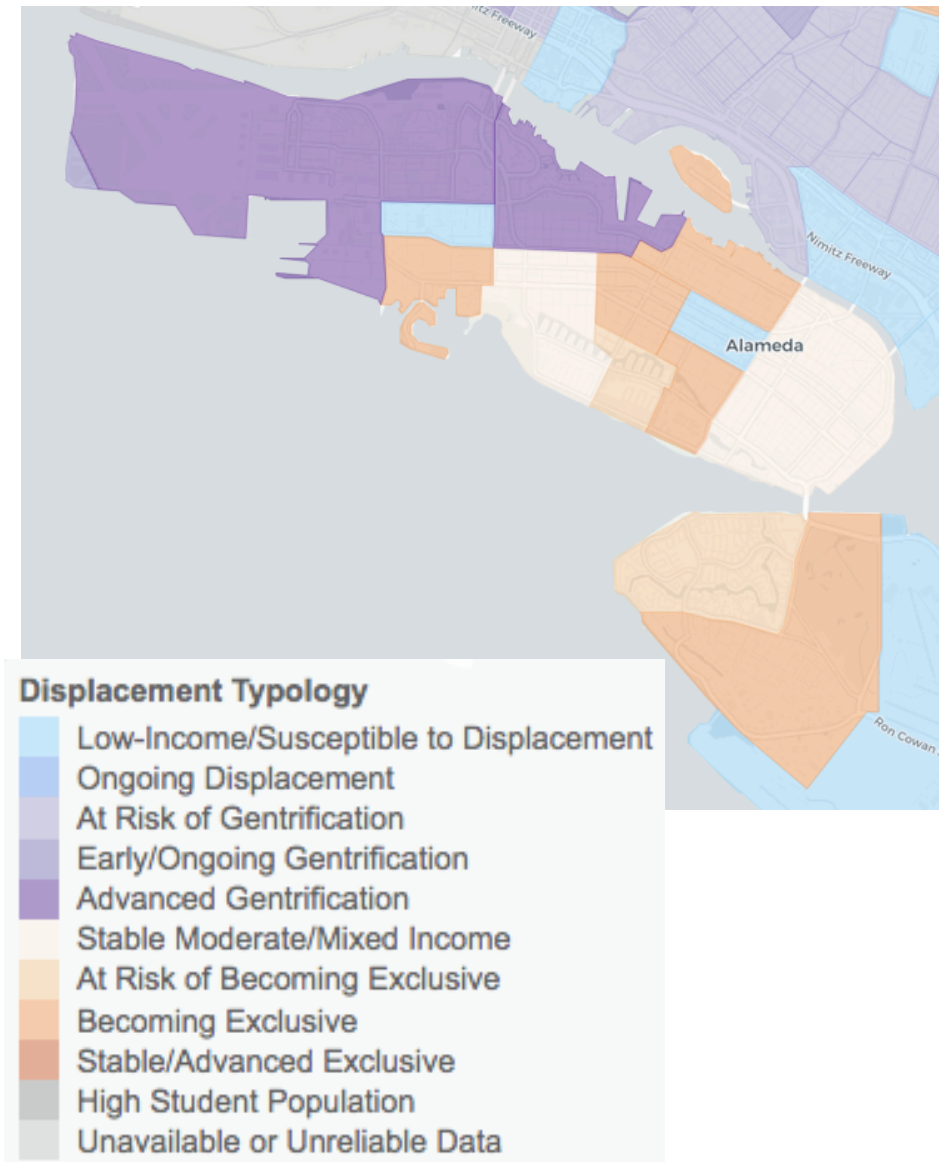 Nimitz Freeway
Nimitz Freeway
Alameda
Ron Cowan
Displacement Typology
Low-Income/Susceptible to Displacement
Ongoing Displacement
At Risk of Gentrification
Early/Ongoing Gentrification
Advanced Gentrification
Stable Moderate/Mixed Income
At Risk of Becoming Exclusive
Becoming Exclusive
Stable/Advanced Exclusive
High Student Population
Unavailable or Unreliable Data